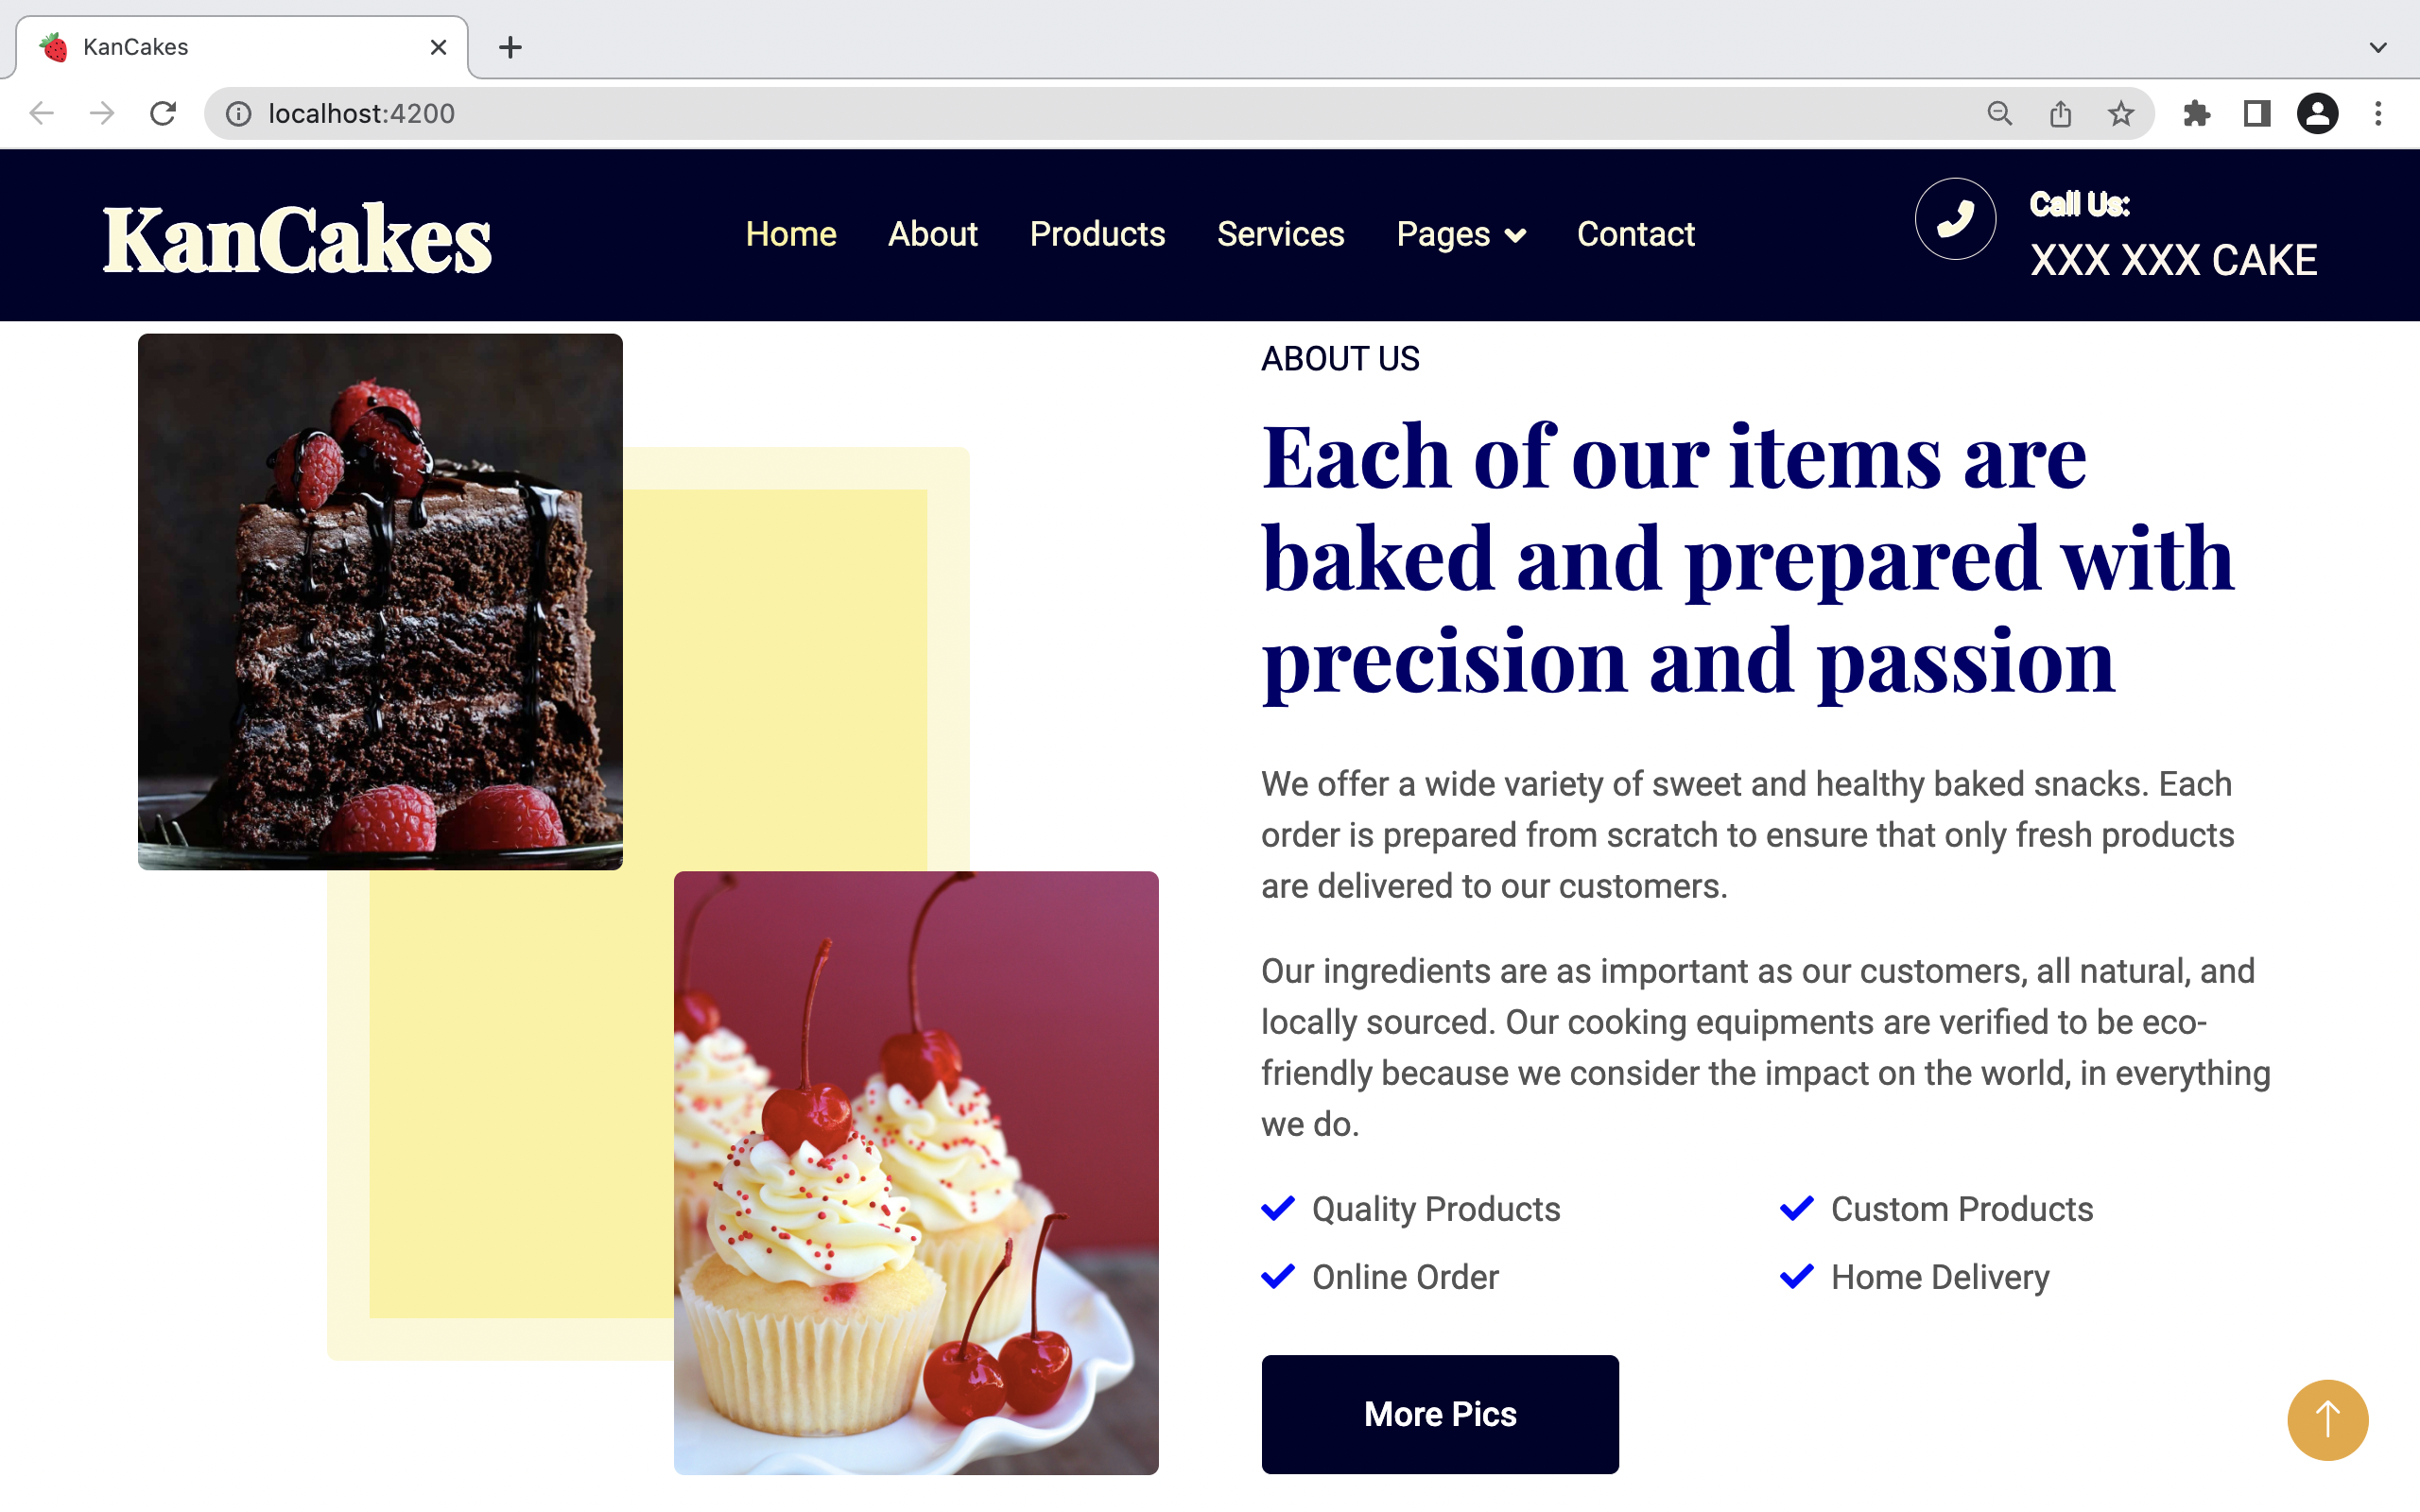 KanCakes
localhost:4200
KanCakes
Home About Products Services Pages Contact
Call Us:
XXX XXX CAKE
ABOUT US
Each of our items are
baked and prepared with
precision and passion
We offer a wide variety of sweet and healthy baked snacks. Each
order is prepared from scratch to ensure that only fresh products
are delivered to our customers.
Our ingredients are as important as our customers, all natural, and
locally sourced. Our cooking equipments are verified to be eco-
friendly because we consider the impact on the world, in everything
we do.
Quality Products Custom Products
Online Order Home Delivery
More Pics